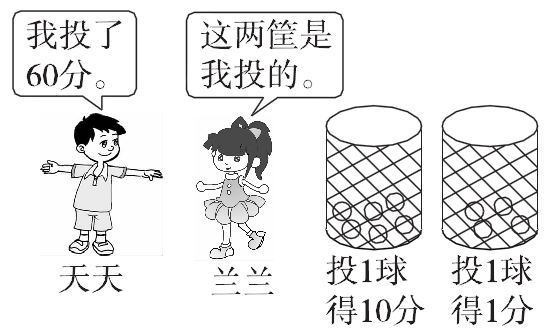 我投了
60分。
这两筐是
我投的。
天天
兰兰
投1球
得10分
投1球
得1分